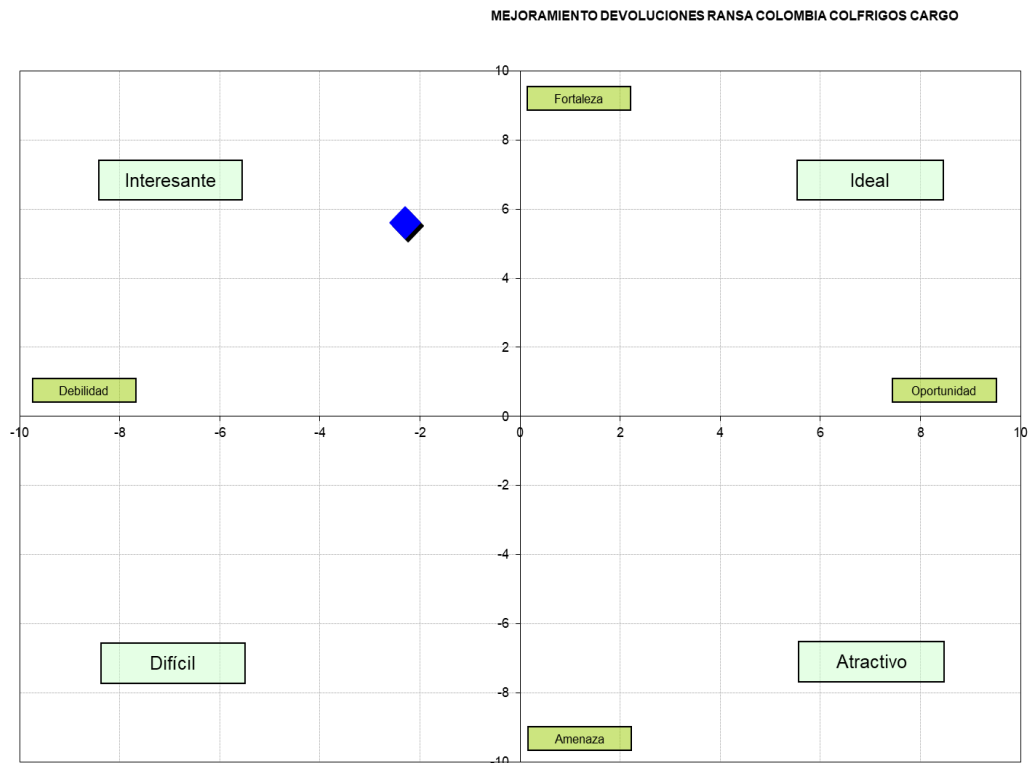 MEJORAMIENTO DEVOLUCIONES RANSA COLOMBIA COLFRIGOS CARGO
10
Fortaleza
8
Interesante
Ideal
6
4
2
Debilidad
Oportunidad
0
-10 -8 -6 -4 -2 0 2 4 6 8 10
-2
-4
-6
Difícil
Atractivo
-8
Amenaza
-10